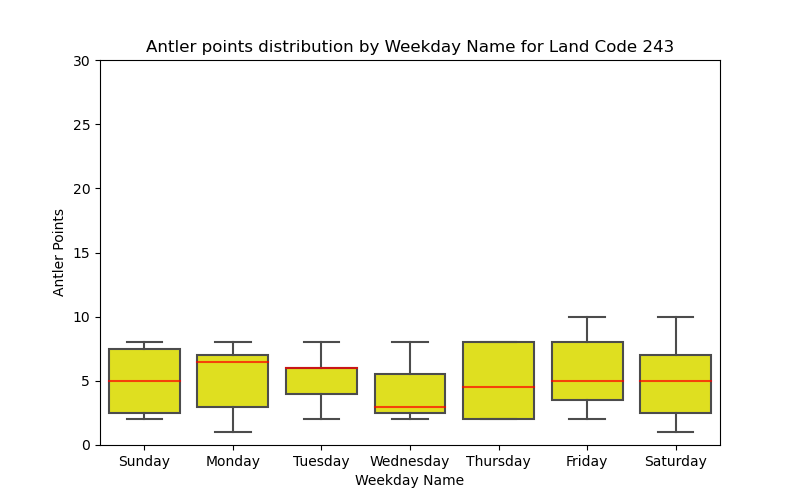 Antler points distribution by Weekday Name for Land Code 243
30
25
20
15
10
5
0
Antler Points
Sunday Monday Tuesday Wednesday Thursday Friday Saturday
Weekday Name